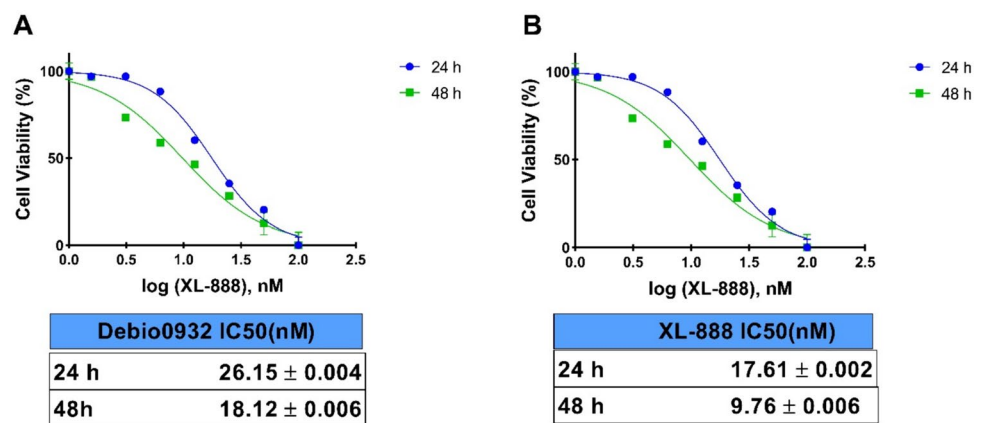 A
Cell Viability (%)
100
50
0
0.0 0.5 1.0 1.5 2.0 2.5
log (XL-888), nM
24 h
48 h
Debio0932 IC50(nM)
24 h 26.15 ± 0.004
48h 18.12 ± 0.006
B
Cell Viability (%)
100
50
0
0.0 0.5 1.0 1.5 2.0 2.5
log (XL-888), nM
24 h
48 h
XL-888 IC50(nM)
24 h 17.61 ± 0.002
48 h 9.76 ± 0.006